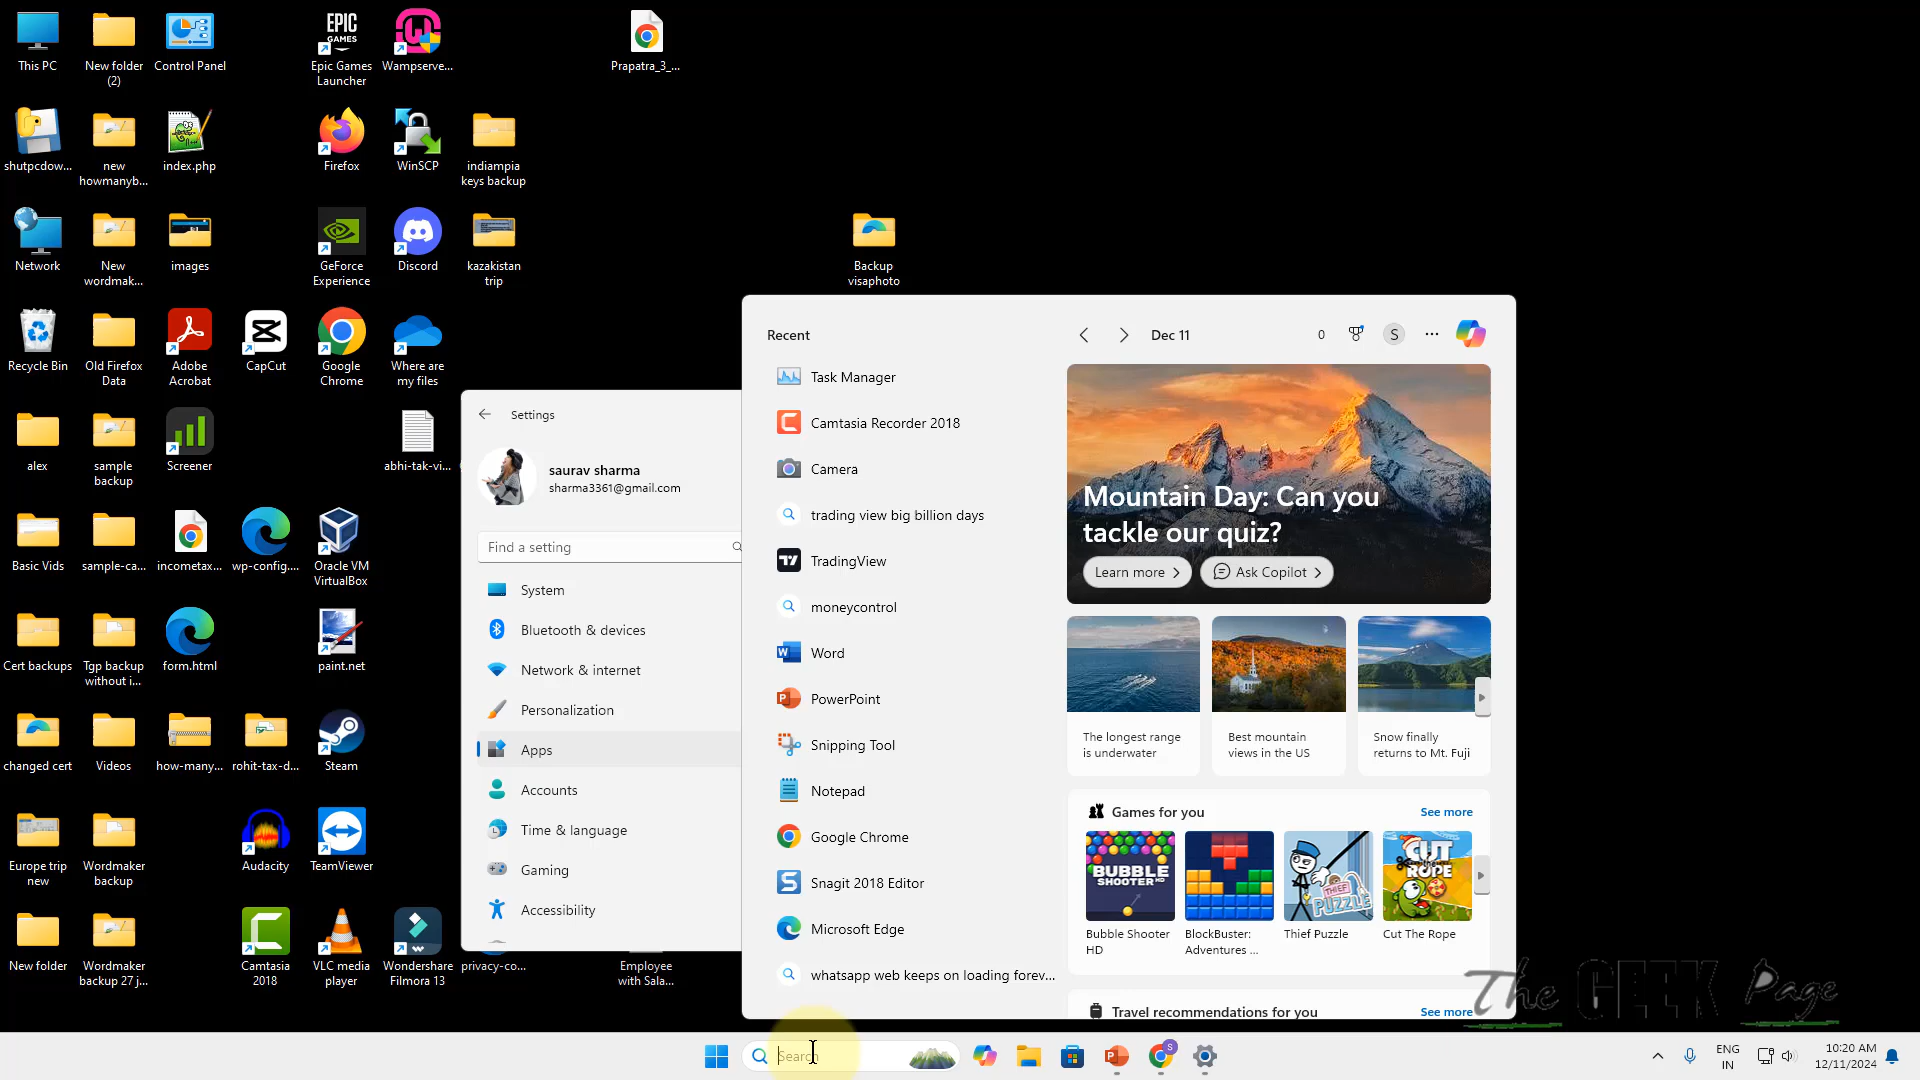 This PC
New folder
(2)
Control Panel
EPIC
GAMES
Epic Games
Launcher
Wampserve...
Prapatra_3_...
shutpcdow...
new
howmanyb...
index.php
Firefox
WinSCP
indiampia
keys backup
Network
New
wordmak...
images
GeForce
Experience
Discord
kazakistan
trip
Backup
visaphoto
Recycle Bin
Old Firefox
Data
Adobe
Acrobat
CapCut
Google
Chrome
Where are
my files
alex
sample
backup
Screener
abhi-tak-vi...
Basic Vids
sample-ca...
incometax...
wp-config....
Oracle VM
VirtualBox
Cert backups
Tgp backup
without i...
form.html
paint.net
changed cert
Videos
how-many...
rohit-tax-d...
Steam
Europe trip
new
Wordmaker
backup
Audacity
TeamViewer
New folder
Wordmaker
backup 27 j...
Camtasia
2018
VLC media
player
Wondershare
Filmora 13
privacy-co...
Employee
with Sala...
Settings
saurav sharma
sharma3361@gmail.com
Find a setting
System
Bluetooth & devices
Network & internet
Personalization
Apps
Accounts
Time & language
Gaming
Accessibility
Recent
Task Manager
Camtasia Recorder 2018
Camera
trading view big billion days
TradingView
moneycontrol
Word
PowerPoint
Snipping Tool
Notepad
Google Chrome
Snagit 2018 Editor
Microsoft Edge
whatsapp web keeps on loading forev...
Dec 11
0
S
Mountain Day: Can you
tackle our quiz?
Learn more
Ask Copilot
The longest range
is underwater
Best mountain
views in the US
Snow finally
returns to Mt. Fuji
Games for you
See more
BUBBLE
SHOOTER HD
THIEF
PUZZLE
CUT
THE
ROPE
Bubble Shooter
HD
BlockBuster:
Adventures ...
Thief Puzzle
Cut The Rope
Travel recommendations for you
See more
The GEEK Page
Search
S
ENG
IN
10:20 AM
12/11/2024